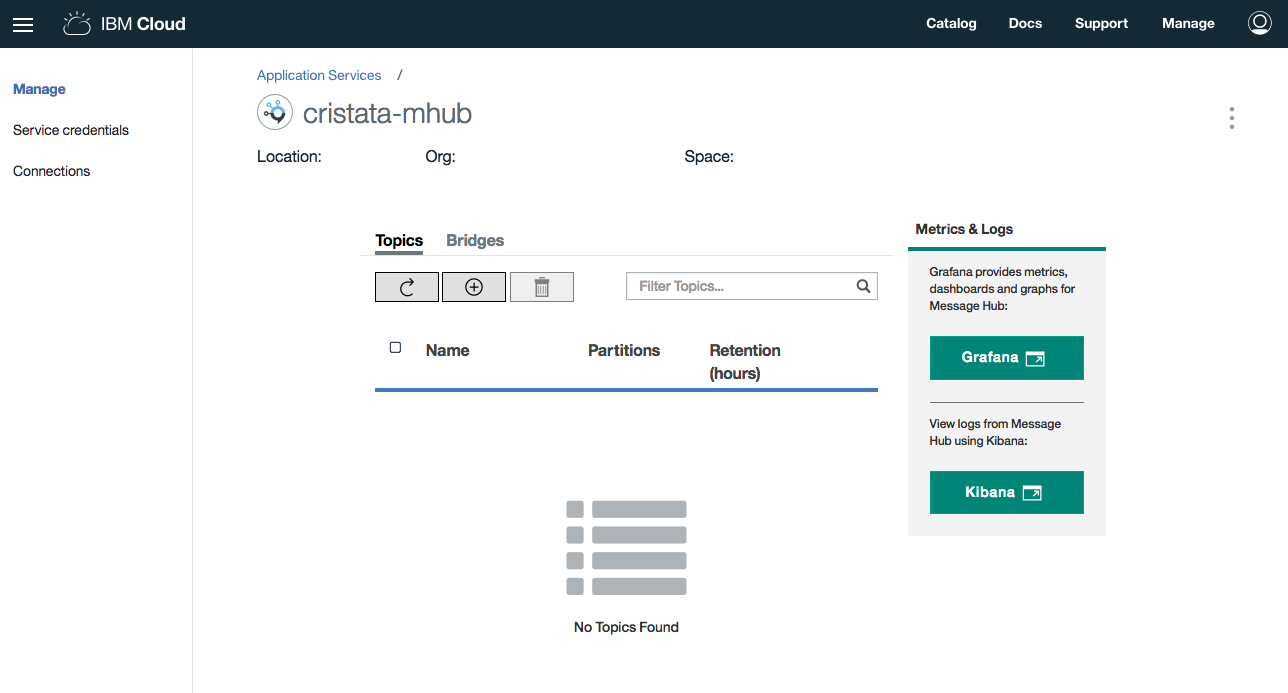 IBM Cloud
Catalog
Docs
Support
Manage
Manage
Service credentials
Connections
Application Services /
cristata-mhub
Location:
Org:
Space:
Topics
Bridges
Filter Topics...
Name
Partitions
Retention
(hours)
No Topics Found
Metrics & Logs
Grafana provides metrics,
dashboards and graphs for
Message Hub:
Grafana
View logs from Message
Hub using Kibana:
Kibana